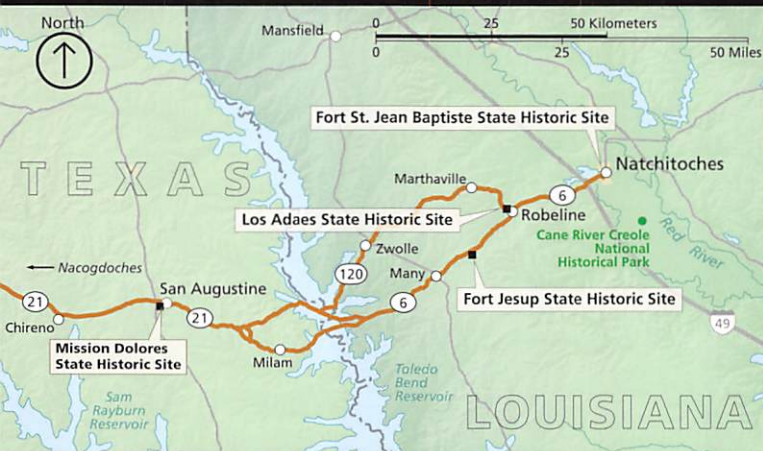 North
Mansfield
0 25 50 Kilometers
0 25 50 Miles
Fort St. Jean Baptiste State Historic Site
TEXAS
Natchitoches
Marthaville
6
Los Adaes State Historic Site
Robeline
Cane River Creole
National
Historical Park
Red River
Zwolle
Nacogdoches
120
Many
San Augustine
Fort Jesup State Historic Site
21
21
6
Chireno
49
Mission Dolores
State Historic Site
Milam
Toledo
Bend
Reservoir
Sam
Rayburn
Reservoir
LOUISIANA